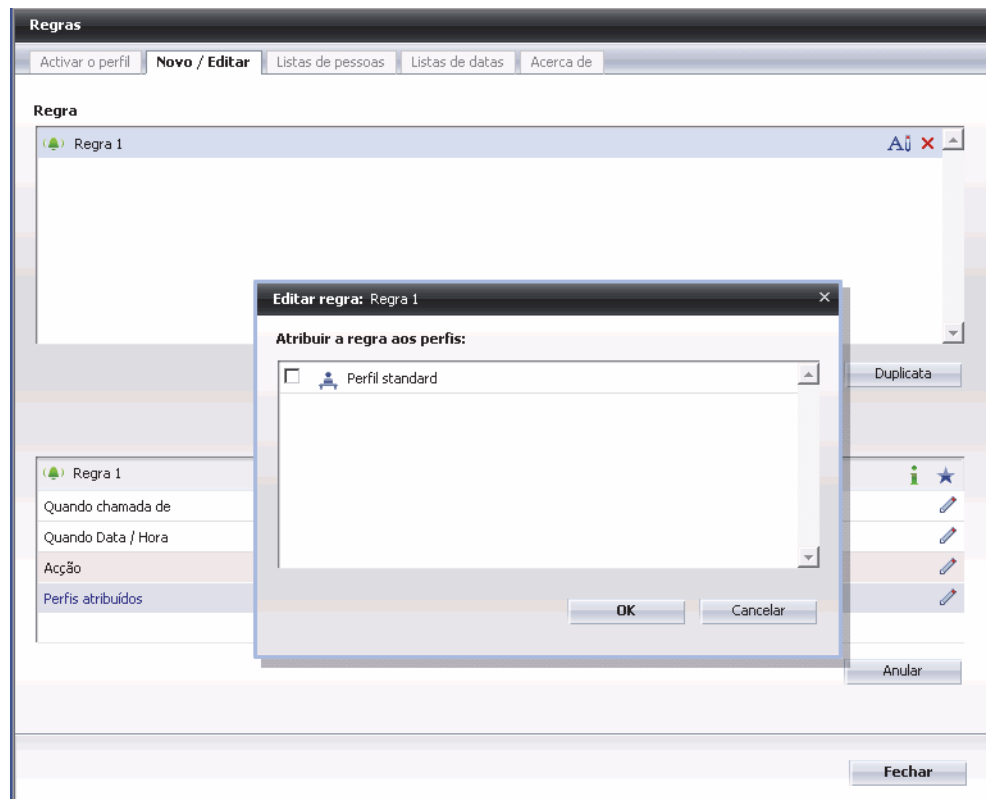 Regras
Activar o perfil Novo / Editar Listas de pessoas Listas de datas Acerca de
Regra
Regra 1
Editar regra: Regra 1
Atribuir a regra aos perfis:
Perfil standard
OK Cancelar
Duplicata
Regra 1
Quando chamada de
Quando Data / Hora
Acção
Perfis atribuídos
Anular
Fechar